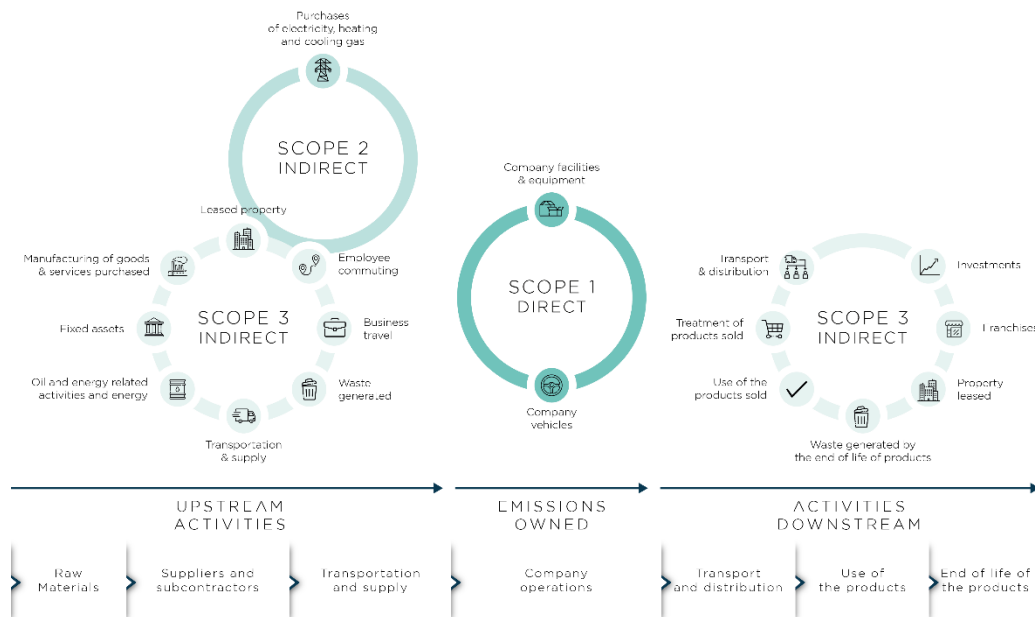 Purchases
of electricity, heating
and cooling gas
SCOPE 2
INDIRECT
Leased property
Manufacturing of goods
& services purchased
Employee
commuting
Fixed assets
SCOPE 3
INDIRECT
Business
travel
Oil and energy related
activities and energy
Waste
generated
Transportation
& supply
Company facilities
& equipment
SCOPE 1
DIRECT
Company
vehicles
Transport
& distribution
Investments
Treatment of
products sold
SCOPE 3
INDIRECT
Franchises
Use of the
products sold
Property
leased
Waste generated by
the end of life of products
UPSTREAM
ACTIVITIES
EMISSIONS
OWNED
ACTIVITIES
DOWNSTREAM
Raw
Materials
Suppliers and
subcontractors
Transportation
and supply
Company
operations
Transport
and distribution
Use of
the products
End of life of
the products